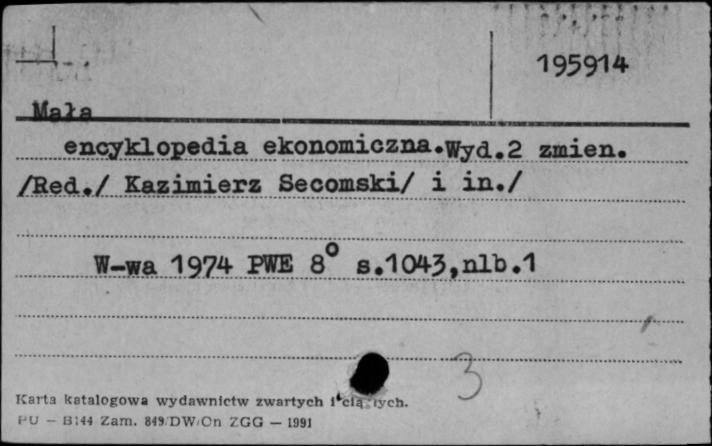 195914
Mała
encyklopedia ekonomiczna.Wyd.2 zmien.
/Red./ Kazimierz Secomski/ i in./
W-wa 1974 PWE 8° s.1043,nlb.1
3
Karta katalogowa wydawnictw zwartych i
PU — B144 Zam. 849/DW/Cn ZGG — 1991